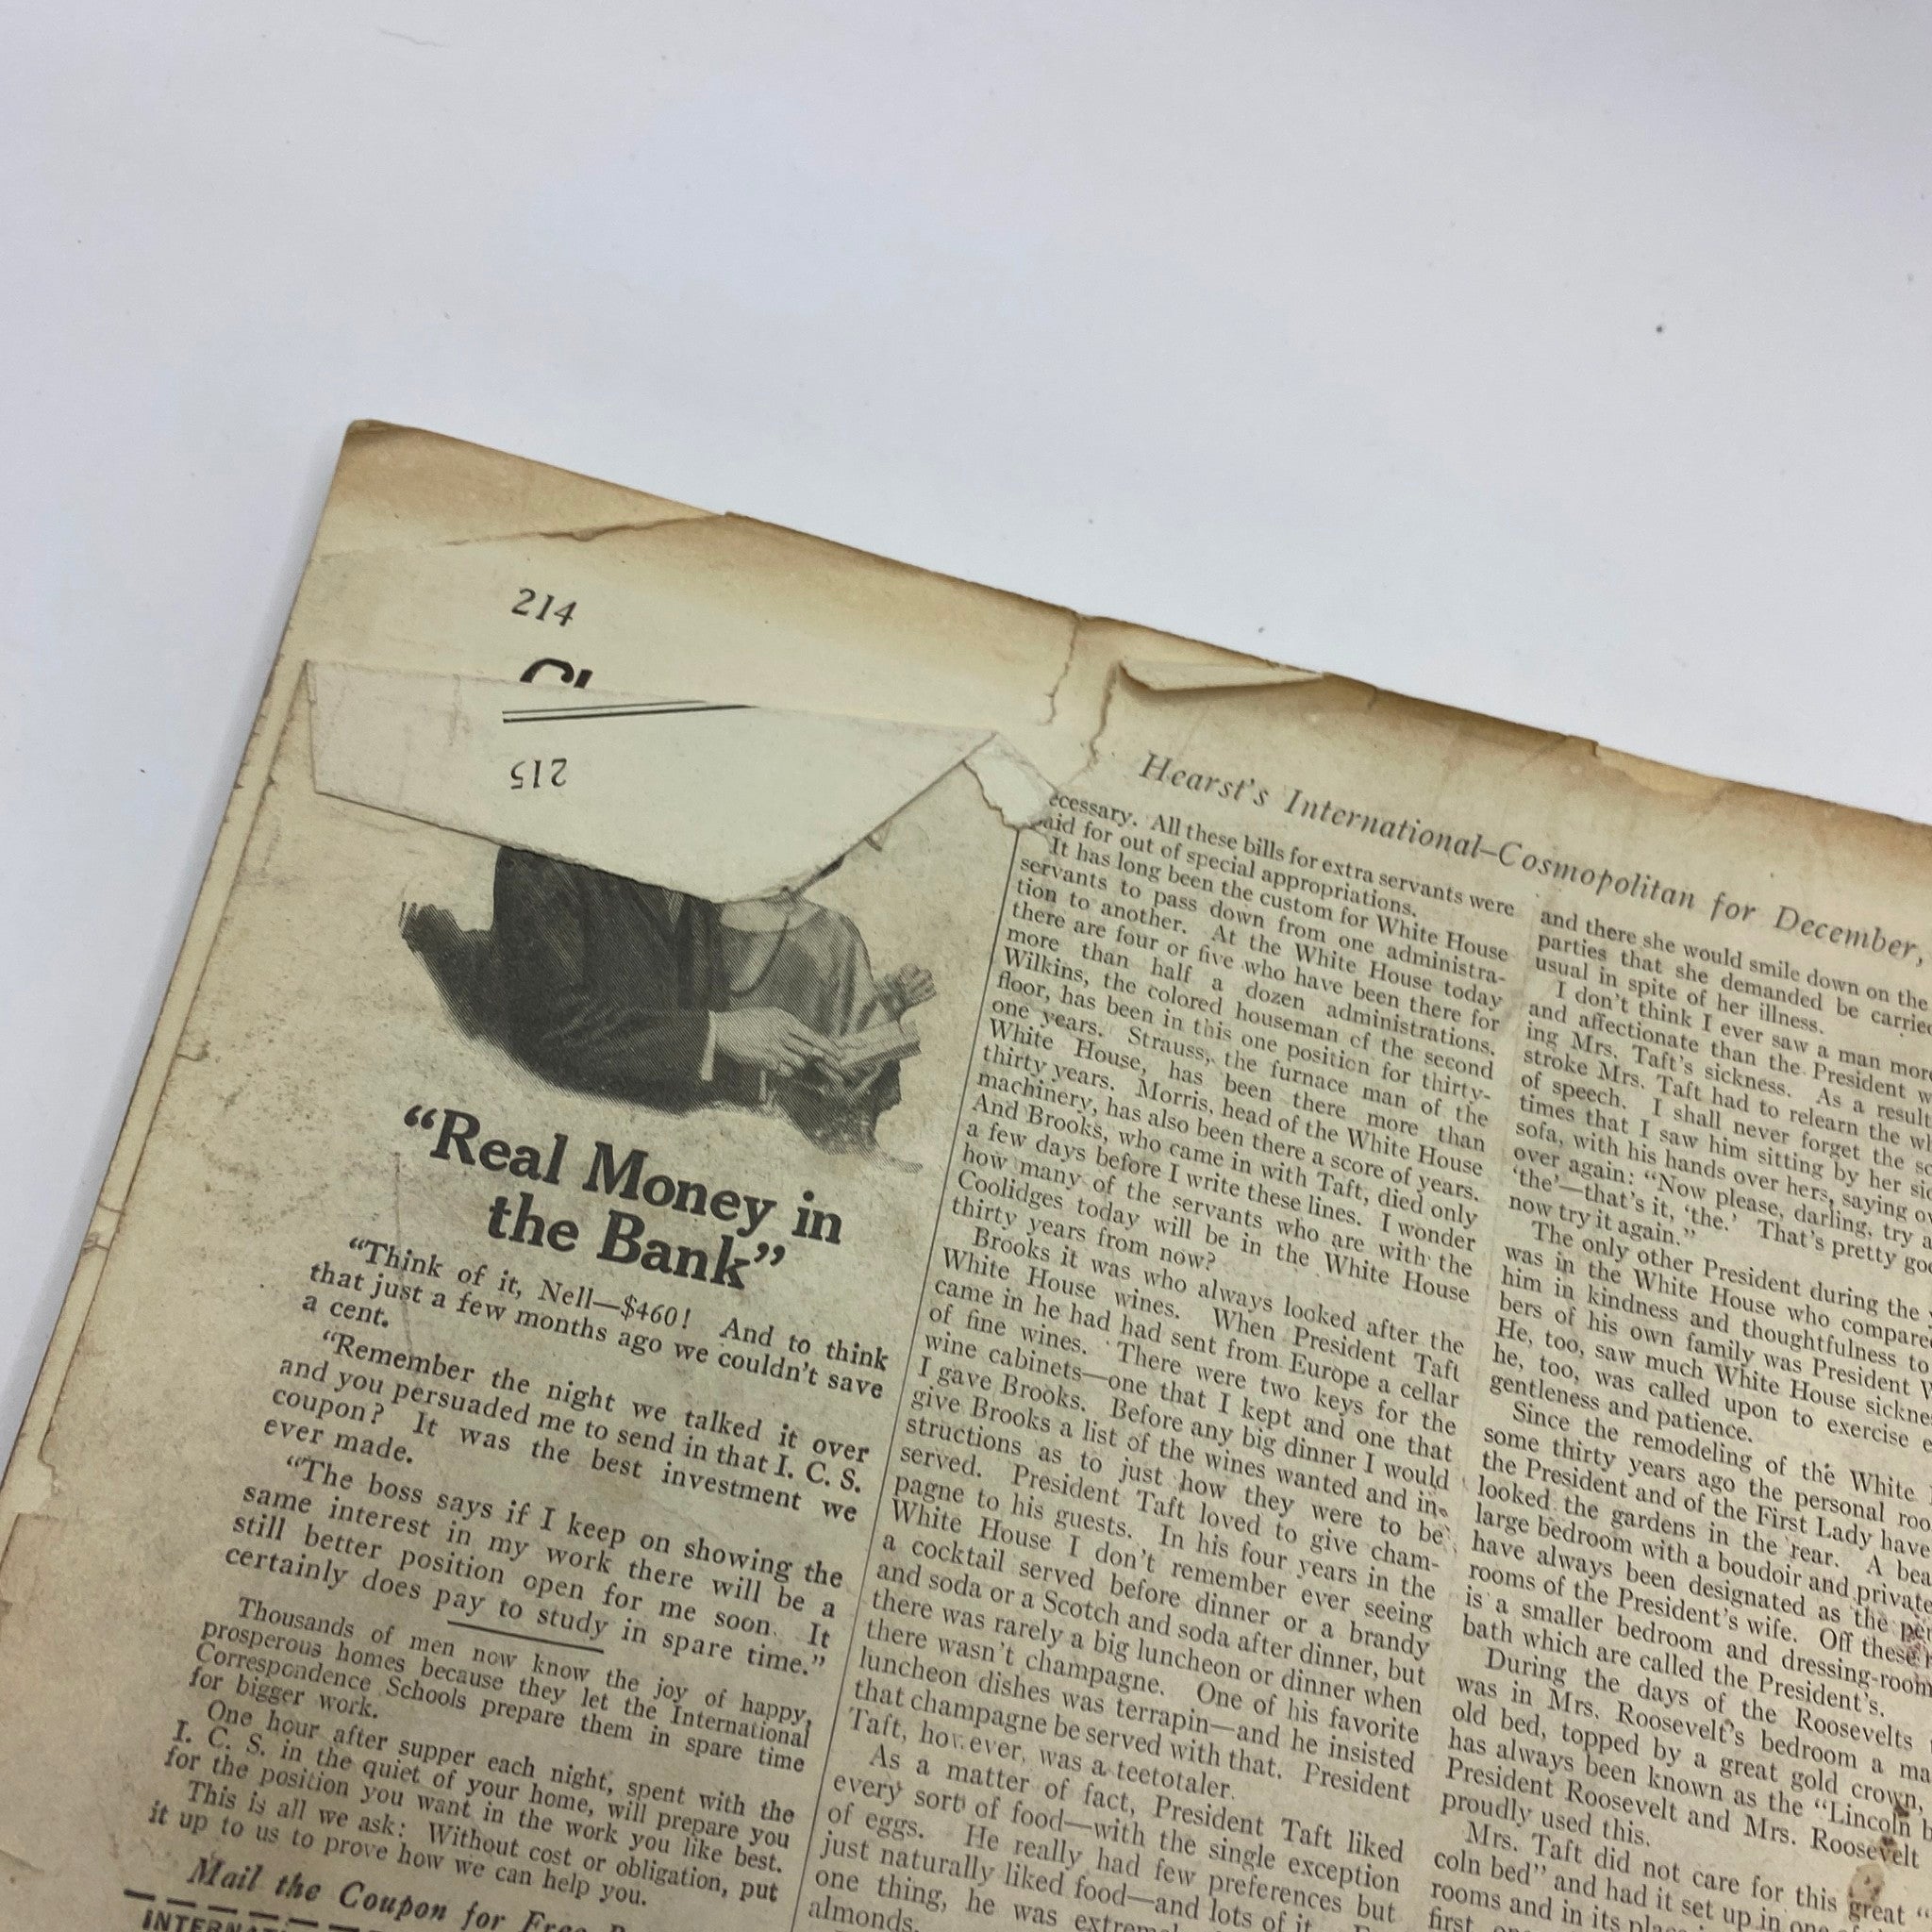 214
215
Hearst's International–Cosmopolitan for December,
"Real Money in
the Bank"
"Think of it, Nell—$460! And to think
that just a few months ago we couldn't save
a cent.
"Remember the night we talked it over
and you persuaded me to send in that I. C. S.
coupon? It was the best investment we
ever made.
"The boss says if I keep on showing the
same interest in my work there will be a
still better position open for me soon. It
certainly does pay to study in spare time."
Thousands of men now know the joy of happy,
prosperous homes because they let the International
Correspondence Schools prepare them in spare time
for bigger work.
One hour after supper each night, spent with the
I. C. S. in the quiet of your home, will prepare you
for the position you want in the work you like best.
This is all we ask: Without cost or obligation, put
it up to us to prove how we can help you.
Mail the Coupon for Free
ecessary. All these bills for extra servants were
aid for out of special appropriations.
It has long been the custom for White House
servants to pass down from one administra-
tion to another. At the White House today
there are four or five who have been there for
more than half a dozen administrations.
Wilkins, the colored houseman of the second
floor, has been in this one position for thirty-
one years. Strauss, the furnace man of the
White House, has been there more than
thirty years. Morris, head of the White House
machinery, has also been there a score of years.
And Brooks, who came in with Taft, died only
a few days before I write these lines. I wonder
how many of the servants who are with the
Coolidges today will be in the White House
thirty years from now?
Brooks it was who always looked after the
White House wines. When President Taft
came in he had had sent from Europe a cellar
of fine wines. There were two keys for the
wine cabinets—one that I kept and one that
I gave Brooks. Before any big dinner I would
give Brooks a list of the wines wanted and in-
structions as to just how they were to be
served. President Taft loved to give cham-
pagne to his guests. In his four years in the
White House I don't remember ever seeing
a cocktail served before dinner or a brandy
and soda or a Scotch and soda after dinner, but
there was rarely a big luncheon or dinner when
there wasn't champagne. One of his favorite
luncheon dishes was terrapin—and he insisted
that champagne be served with that. President
Taft, however, was a teetotaler.
As a matter of fact, President Taft liked
every sort of food—with the single exception
of eggs. He really had few preferences but
just naturally liked food—and lots of it.
one thing, he was
almonds.
and there she would smile down on the
parties that she demanded be carried
usual in spite of her illness.
I don't think I ever saw a man more
and affectionate than the President
ing Mrs. Taft's sickness. As a result
stroke Mrs. Taft had to relearn the
of speech. I shall never forget the
times that I saw him sitting by her
sofa, with his hands over hers, saying
over again: "Now please, darling, try
'the'—that's it, 'the.' That's pretty
now try it again."
The only other President during the
was in the White House who compared
him in kindness and thoughtfulness to
bers of his own family was President
He, too, saw much White House
he, too, was called upon to exercise
gentleness and patience.
Since the remodeling of the White
some thirty years ago the personal
the President and of the First Lady have
looked the gardens in the rear. A
large bedroom with a boudoir and private
have always been designated as the
rooms of the President's wife. Off these
is a smaller bedroom and dressing-room
bath which are called the President's.
During the days of the Roosevelts
was in Mrs. Roosevelt's bedroom a
old bed, topped by a great gold crown,
has always been known as the "Lincoln
President Roosevelt and Mrs. Roosevelt
proudly used this.
Mrs. Taft did not care for this great
coln bed" and had it set up in one
rooms and in its
first